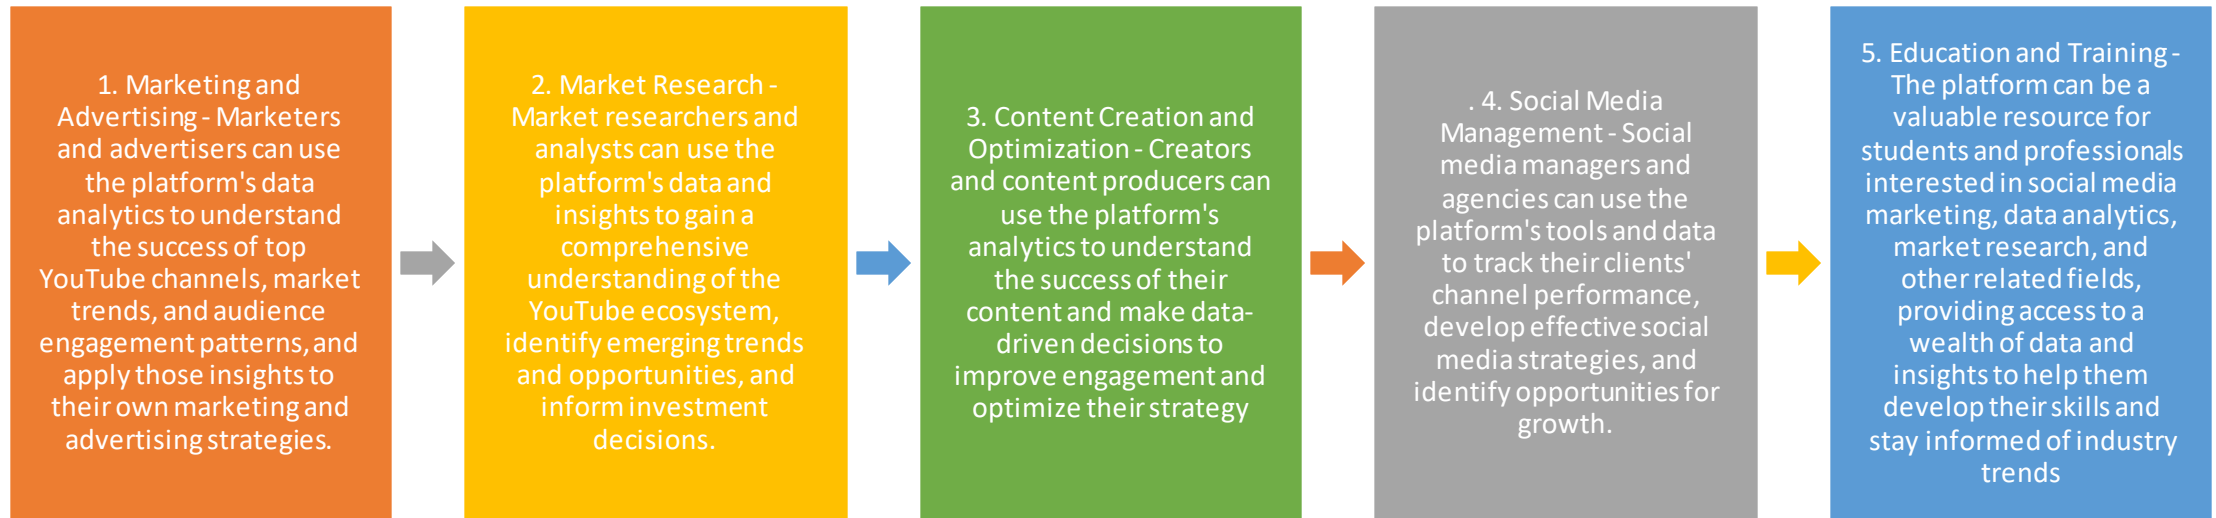 1. Marketing and
Advertising - Marketers
and advertisers can use
the platform's data
analytics to understand
the success of top
YouTube channels, market
trends, and audience
engagement patterns, and
apply those insights to
their own marketing and
advertising strategies.
2. Market Research -
Market researchers and
analysts can use the
platform's data and
insights to gain a
comprehensive
understanding of the
YouTube ecosystem,
identify emerging trends
and opportunities, and
inform investment
decisions.
3. Content Creation and
Optimization - Creators
and content producers can
use the platform's
analytics to understand
the success of their
content and make data-
driven decisions to
improve engagement and
optimize their strategy
. 4. Social Media
Management - Social
media managers and
agencies can use the
platform's tools and data
to track their clients'
channel performance,
develop effective social
media strategies, and
identify opportunities for
growth.
5. Education and Training -
The platform can be a
valuable resource for
students and professionals
interested in social media
marketing, data analytics,
market research, and
other related fields,
providing access to a
wealth of data and
insights to help them
develop their skills and
stay informed of industry
trends